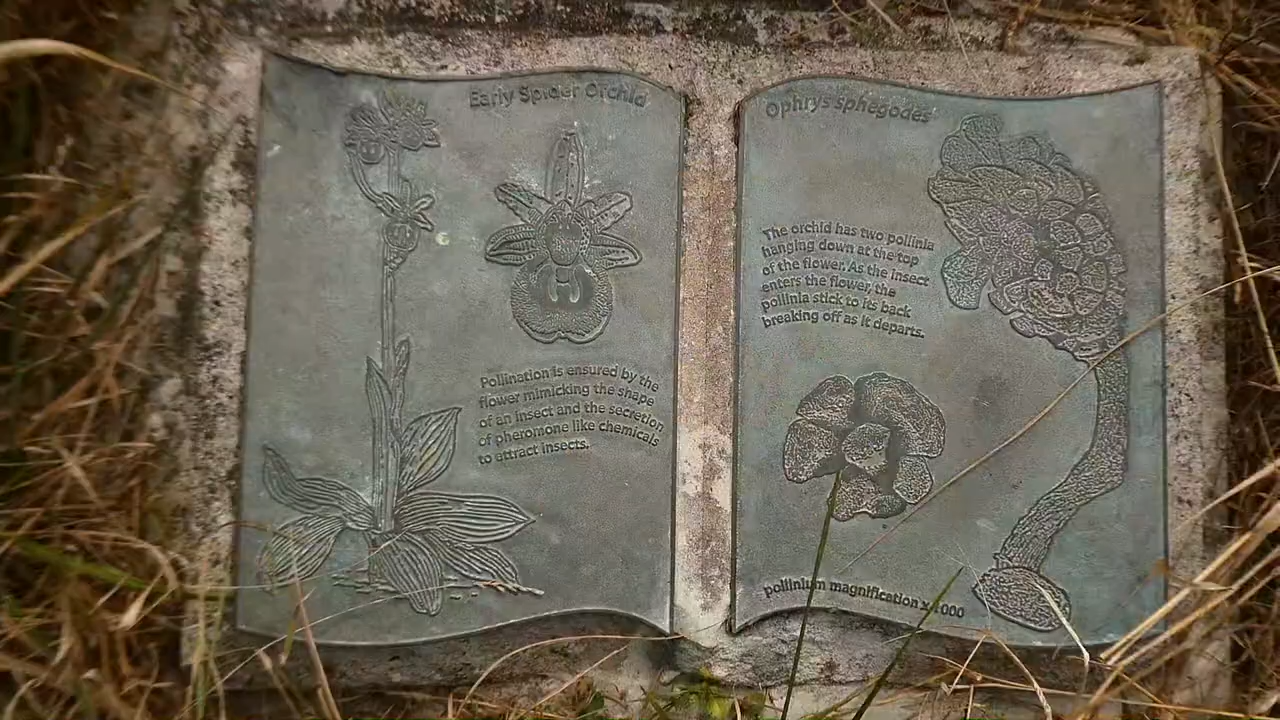 Early Spider Orchid
Pollination is ensured by the
flower mimicking the shape
of an insect and the secretion
of pheromone like chemicals
to attract insects.
Ophrys sphegodes
The orchid has two pollinia
hanging down at the top
of the flower. As the insect
enters the flower, the
pollinia stick to its back
breaking off as it departs.
pollinium magnification x 1000